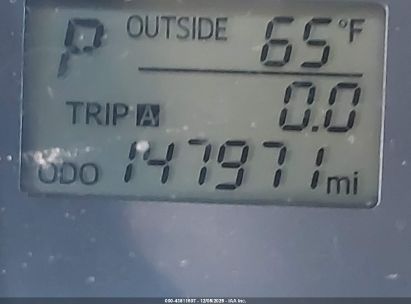 P OUTSIDE 65°F
TRIP A 0.0
ODO 147971 mi